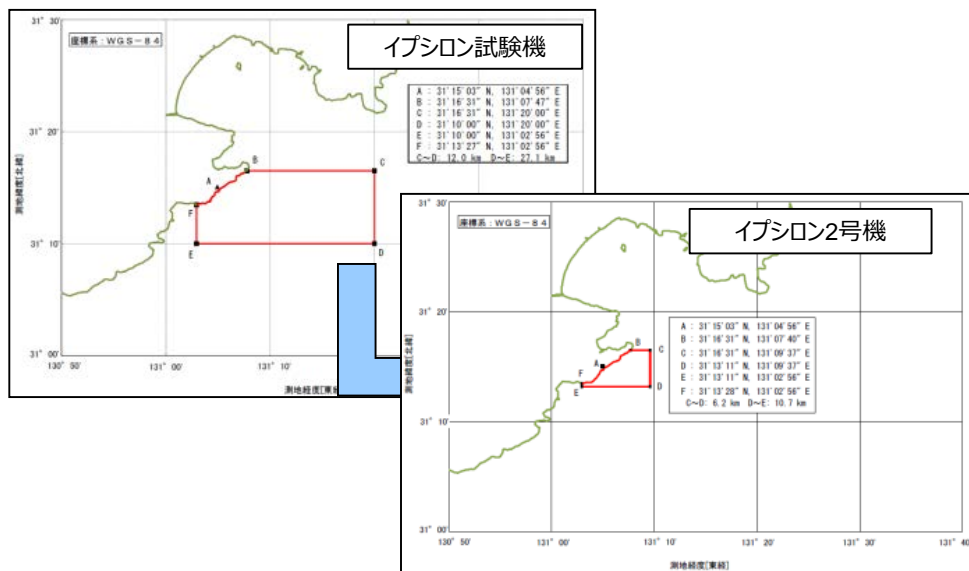 イプシロン試験機
座標系：WGS－84
31°30'
31°20'
31°10'
31°00'
測地緯度[北緯]
A : 31°15'03" N, 131°04'56" E
B : 31°16'31" N, 131°07'47" E
C : 31°16'31" N, 131°20'00" E
D : 31°10'00" N, 131°20'00" E
E : 31°10'00" N, 131°02'56" E
F : 31°13'27" N, 131°02'56" E
C～D: 12.0 km D～E: 27.1 km
A
B
C
D
E
F
130°50'
131°00'
131°10'
測地経度[東経
イプシロン2号機
座標系：WGS－84
31°30'
31°20'
31°10'
31°00'
測地緯度[北緯]
A : 31°15'03" N, 131°04'56" E
B : 31°16'31" N, 131°07'40" E
C : 31°16'31" N, 131°09'37" E
D : 31°13'11" N, 131°09'37" E
E : 31°13'11" N, 131°02'56" E
F : 31°13'28" N, 131°02'56" E
C～D: 6.2 km D～E: 10.7 km
A
B
C
D
E
F
130°50'
131°00'
131°10'
131°20'
131°30'
131°40'
測地経度[東経]